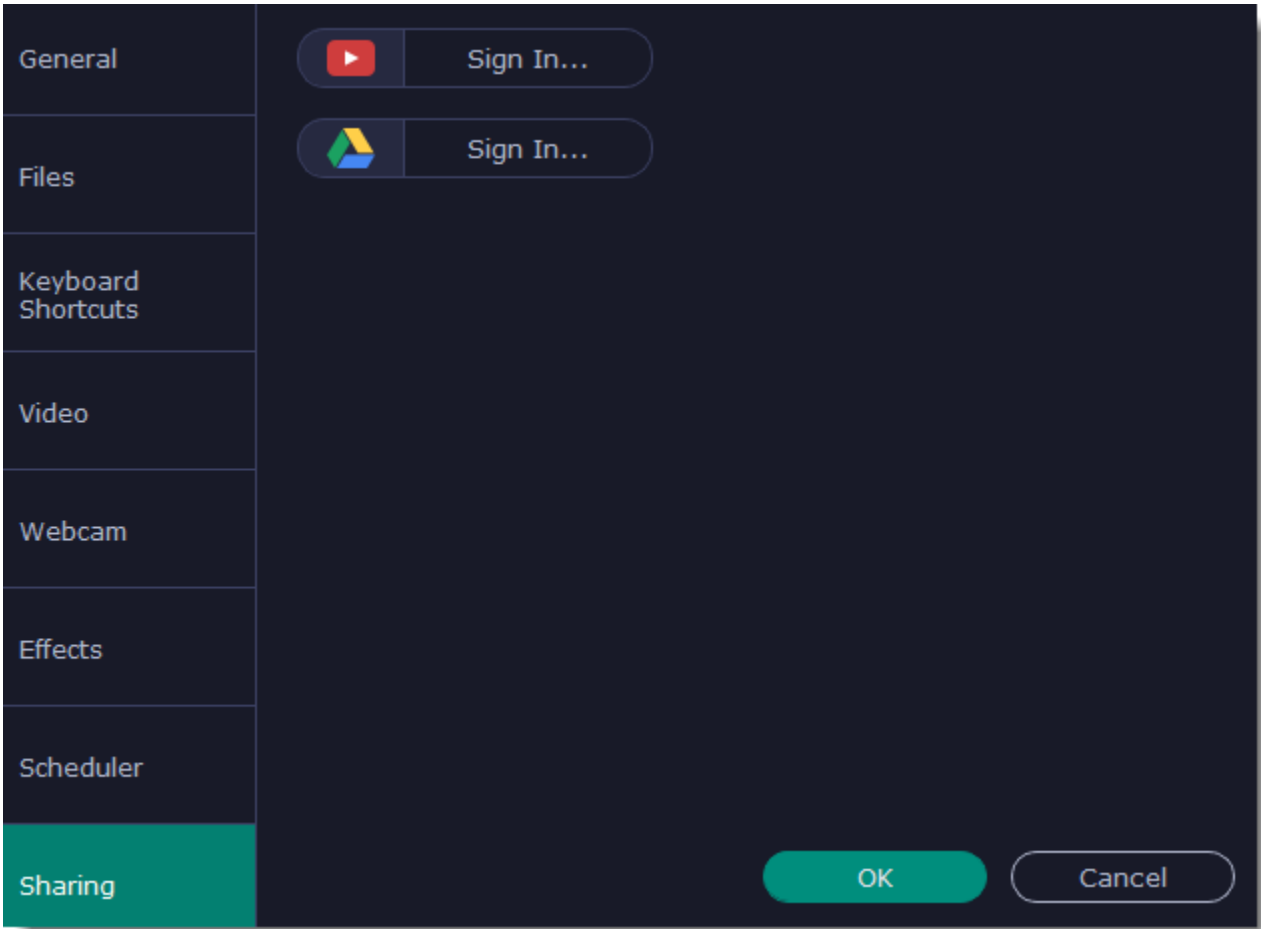 General
Files
Keyboard
Shortcuts
Video
Webcam
Effects
Scheduler
Sharing
Sign In...
Sign In...
OK
Cancel